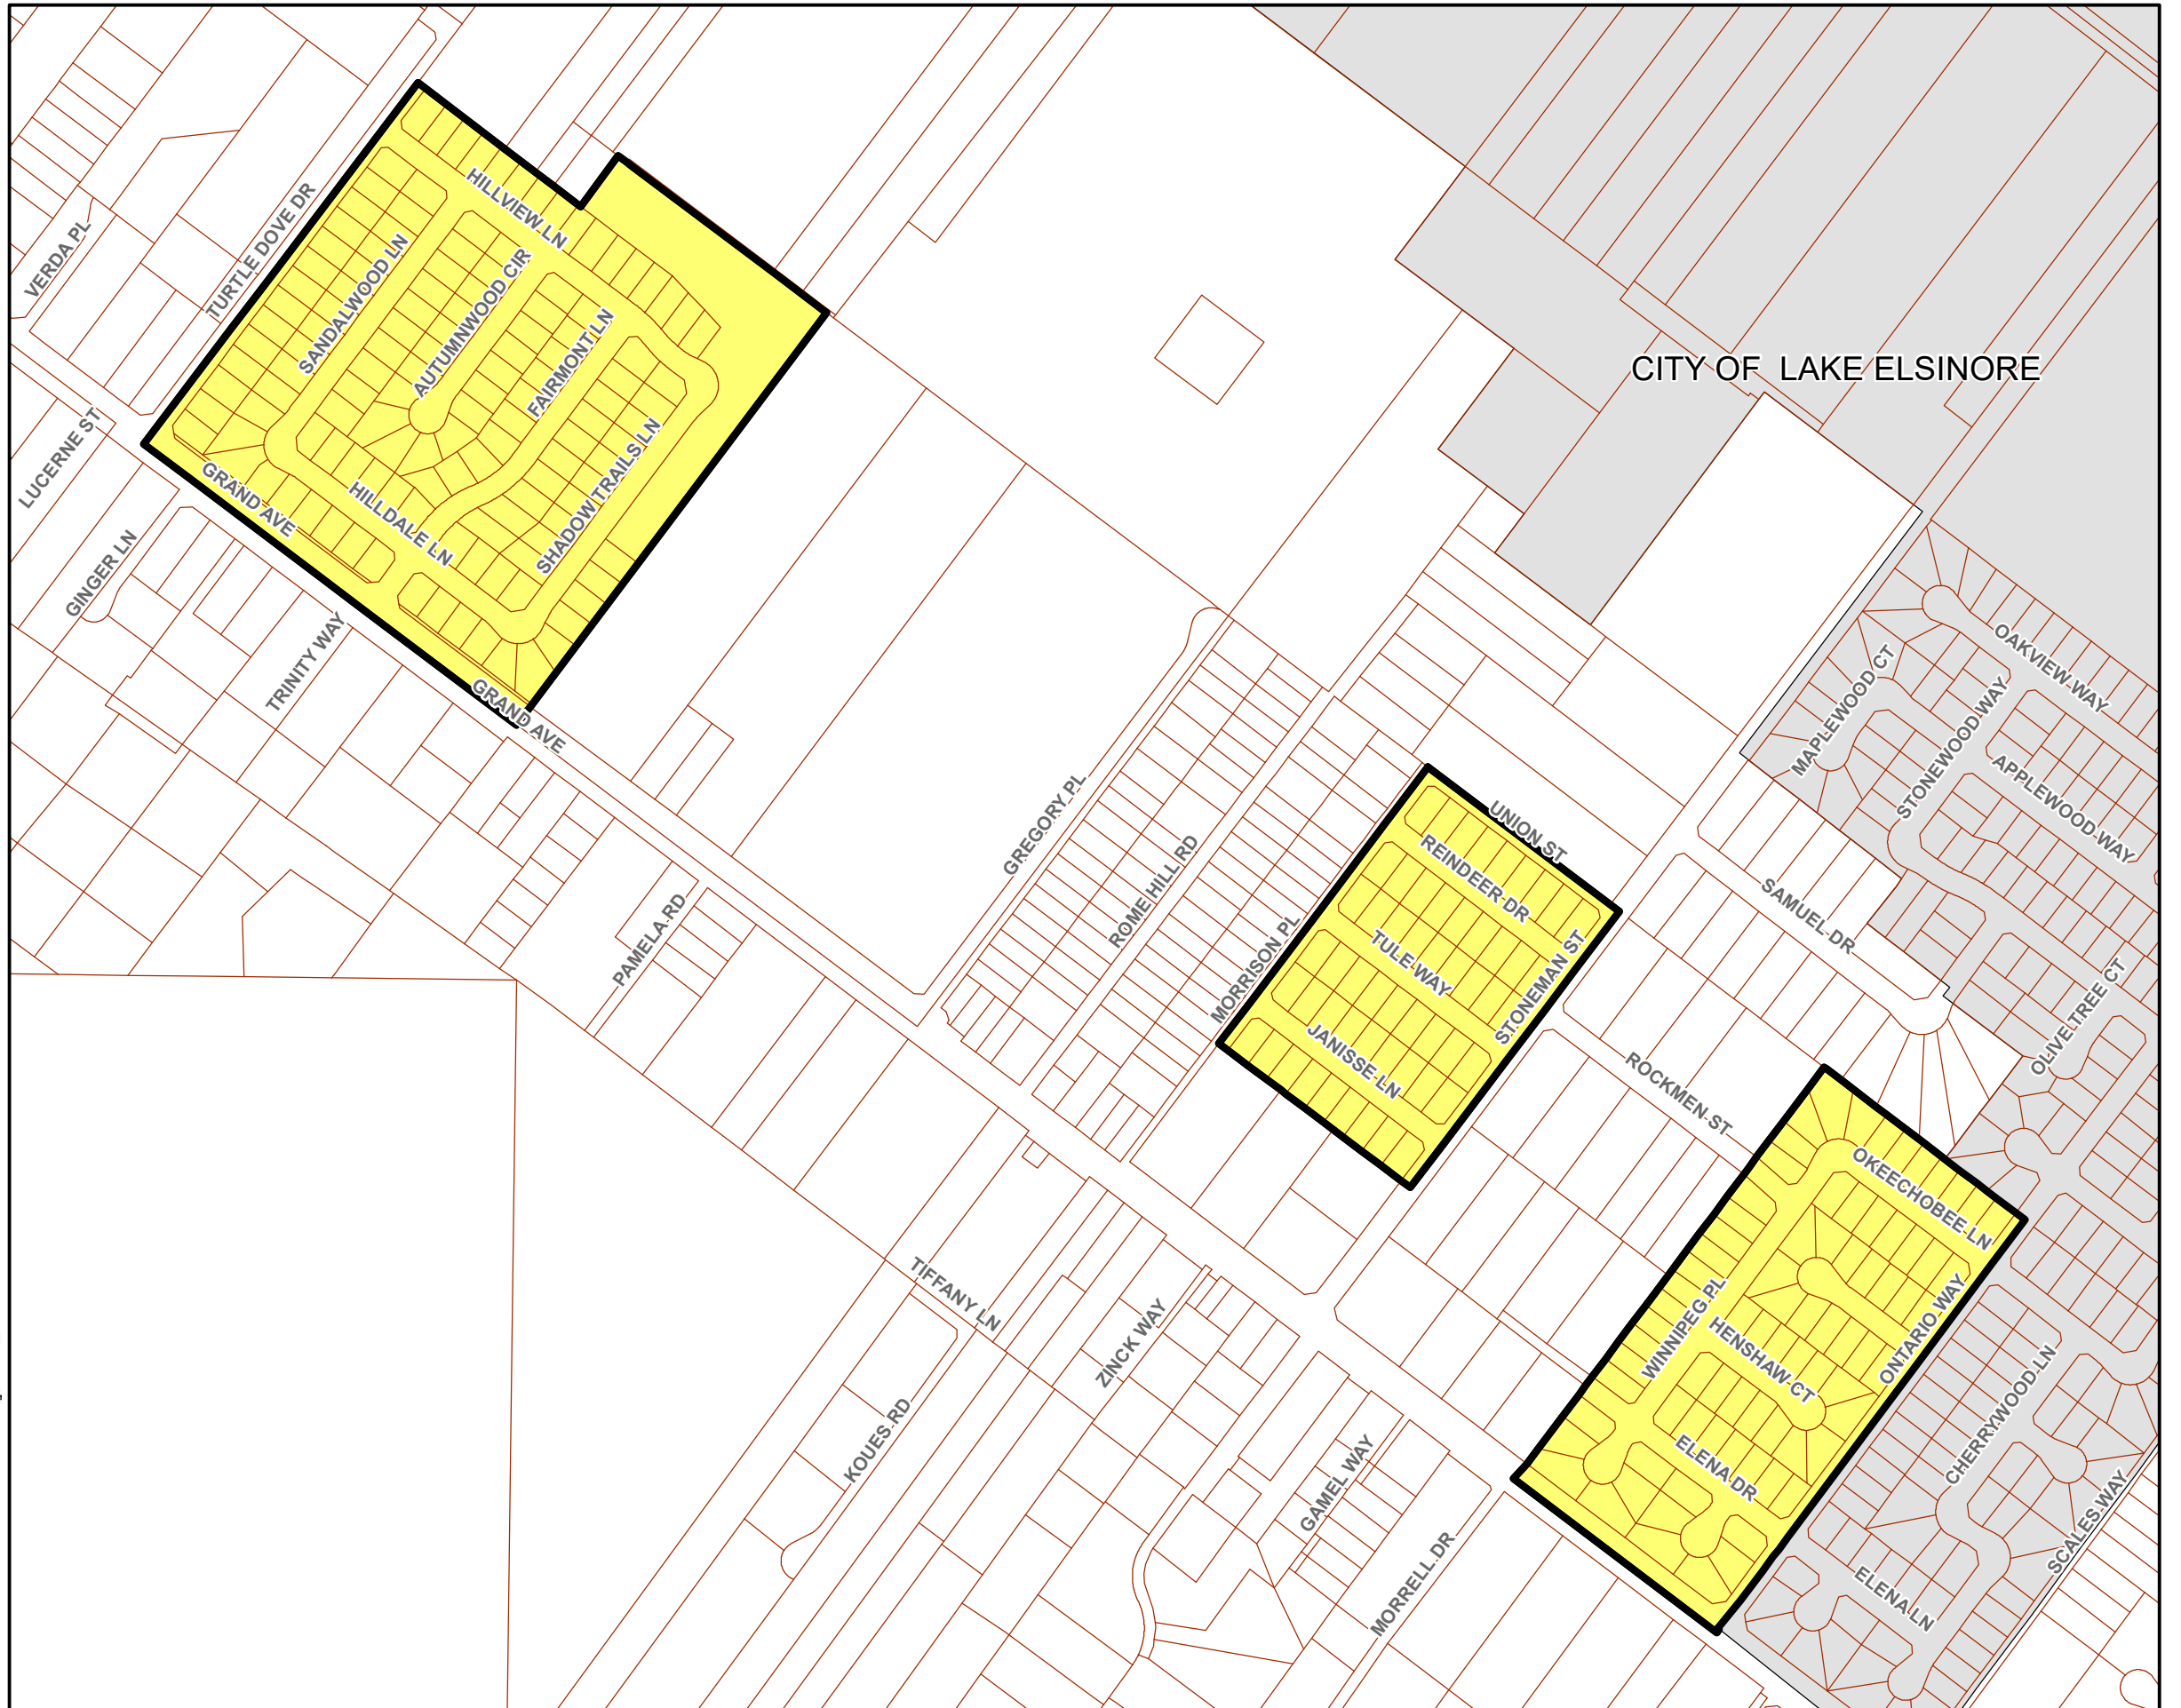 HILLVIEW LN
TURTLE DOVE DR
VERDA PL
SANDALWOOD LN
AUTUMNWOOD CIR
FAIRMONT LN
CITY OF LAKE ELSINORE
LUCERNE ST
GRAND AVE
HILLDALE LN
SHADOW TRAILS LN
GINGER LN
TRINITY WAY
GRAND AVE
OAKVIEW WAY
MAPLEWOOD CT
STONEWOOD WAY
APPLEWOOD WAY
GREGORY PL
UNION ST
REINDEER DR
ROME HILL RD
PAMELA RD
SAMUEL DR
TULE WAY
MORRISON PL
STONEMAN ST
OLIVE TREE CT
JANISSE LN
ROCKMEN ST
OKEECHOBEE LN
TIFFANY LN
ZINCK WAY
WINNIPEG PL
HENSHAW CT
ONTARIO WAY
CHERRYWOOD LN
KOUES RD
GAMEL WAY
ELENA DR
SCALES WAY
MORRELL DR
ELENA LN